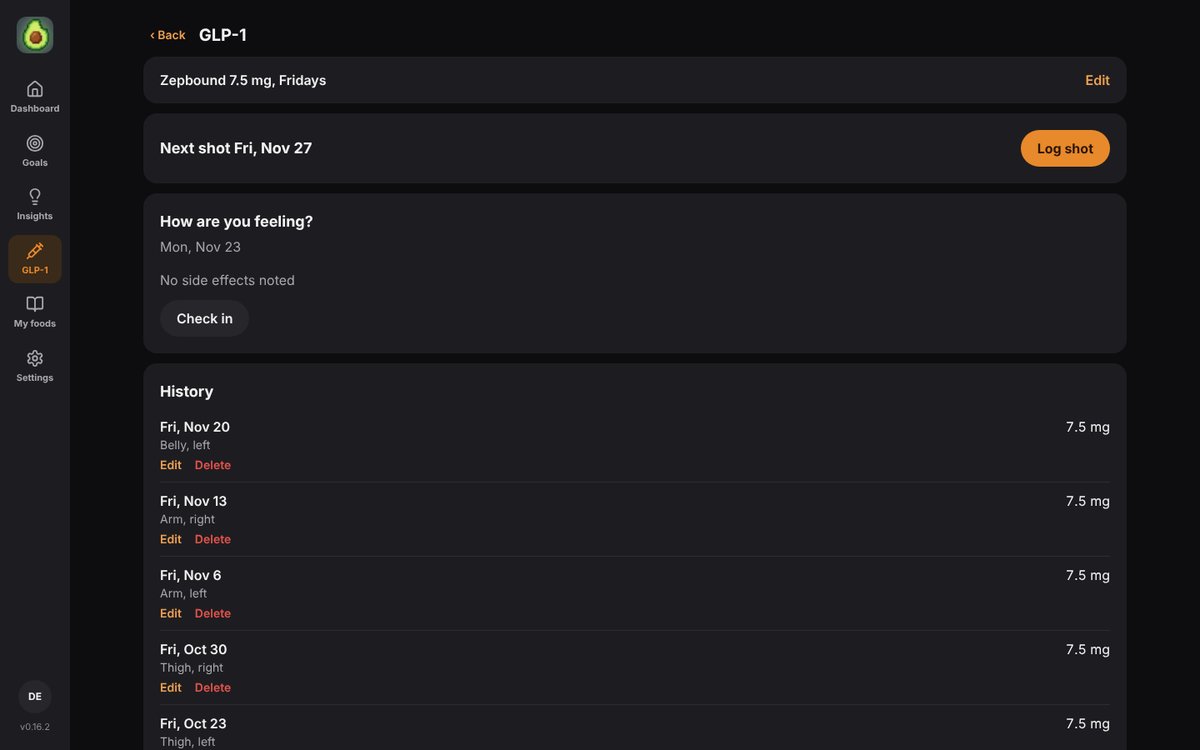 ‹ Back GLP-1
Dashboard
Goals
Insights
GLP-1
My foods
Settings
DE
v0.16.2
Zepbound 7.5 mg, Fridays Edit
Next shot Fri, Nov 27 Log shot
How are you feeling?
Mon, Nov 23
No side effects noted
Check in
History
Fri, Nov 20 7.5 mg
Belly, left
Edit Delete
Fri, Nov 13 7.5 mg
Arm, right
Edit Delete
Fri, Nov 6 7.5 mg
Arm, left
Edit Delete
Fri, Oct 30 7.5 mg
Thigh, right
Edit Delete
Fri, Oct 23 7.5 mg
Thigh, left